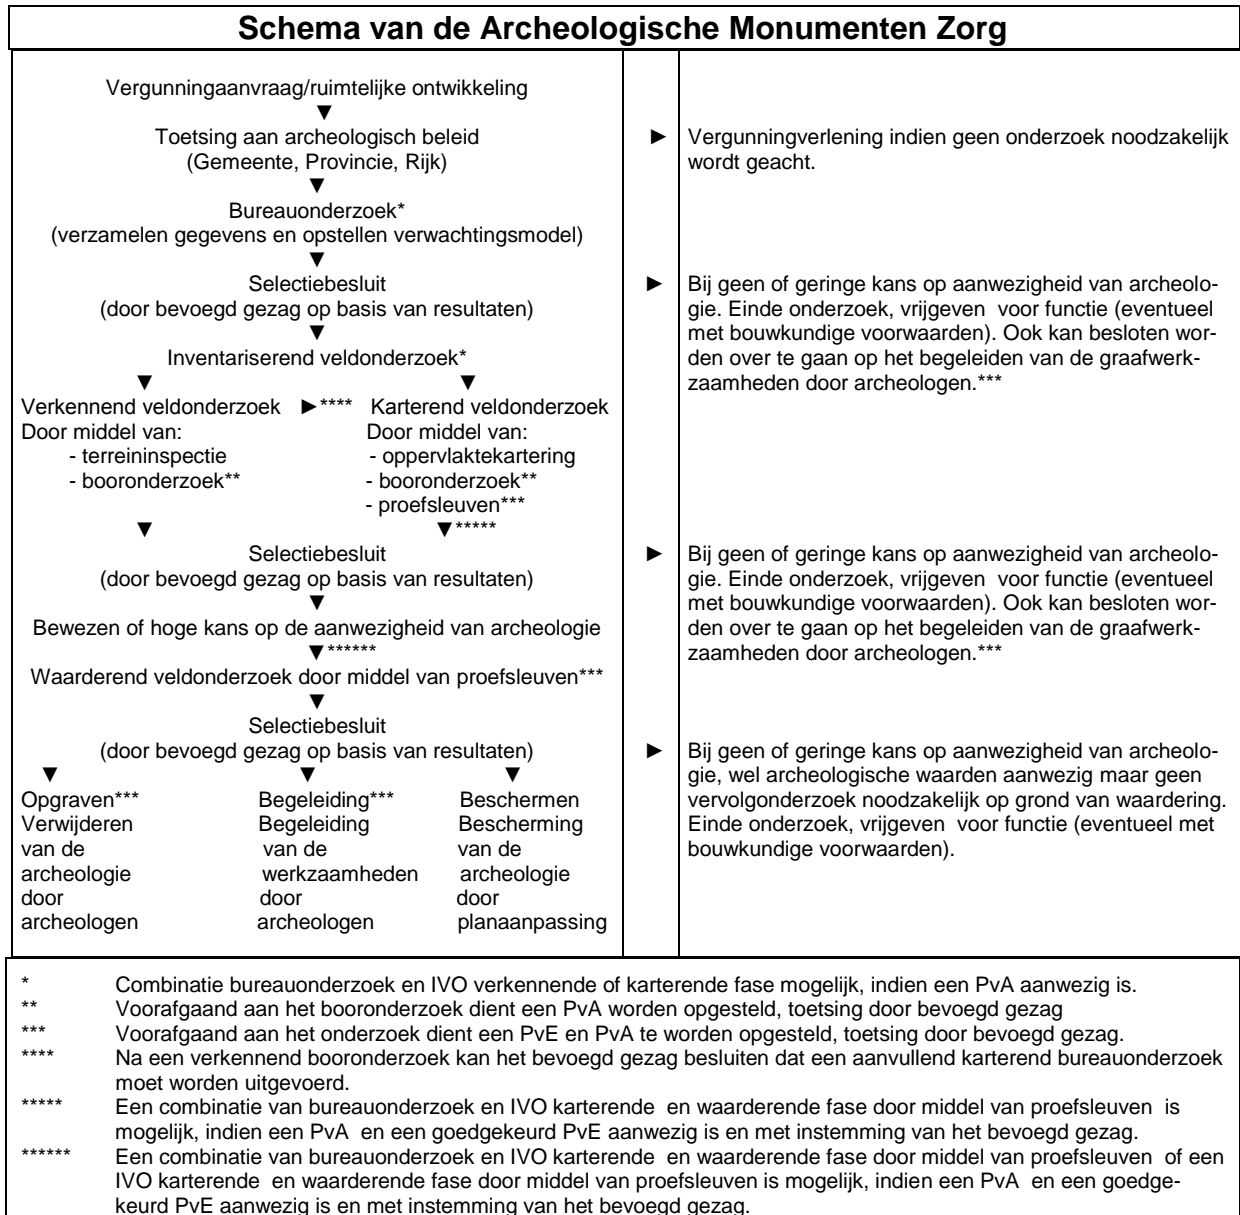 Schema van de Archeologische Monumenten Zorg
Vergunningaanvraag/ruimtelijke ontwikkeling
▼
Toetsing aan archeologisch beleid
(Gemeente, Provincie, Rijk)
► Vergunningverlening indien geen onderzoek noodzakelijk
wordt geacht.
▼
Bureauonderzoek*
(verzamelen gegevens en opstellen verwachtingsmodel)
▼
Selectiebesluit
(door bevoegd gezag op basis van resultaten)
► Bij geen of geringe kans op aanwezigheid van archeolo-
gie. Einde onderzoek, vrijgeven voor functie (eventueel
met bouwkundige voorwaarden). Ook kan besloten wor-
den over te gaan op het begeleiden van de graafwerk-
zaamheden door archeologen.***
▼
Inventariserend veldonderzoek*
▼ ▼
Verkennend veldonderzoek ►**** Karterend veldonderzoek
Door middel van: Door middel van:
- terreininspectie - oppervlaktekartering
- booronderzoek** - booronderzoek**
- proefsleuven***
▼ ▼*****
Selectiebesluit
(door bevoegd gezag op basis van resultaten)
► Bij geen of geringe kans op aanwezigheid van archeolo-
gie. Einde onderzoek, vrijgeven voor functie (eventueel
met bouwkundige voorwaarden). Ook kan besloten wor-
den over te gaan op het begeleiden van de graafwerk-
zaamheden door archeologen.***
▼
Bewezen of hoge kans op de aanwezigheid van archeologie
▼******
Waarderend veldonderzoek door middel van proefsleuven***
▼
Selectiebesluit
(door bevoegd gezag op basis van resultaten)
► Bij geen of geringe kans op aanwezigheid van archeolo-
gie, wel archeologische waarden aanwezig maar geen
vervolgonderzoek noodzakelijk op grond van waardering.
Einde onderzoek, vrijgeven voor functie (eventueel met
bouwkundige voorwaarden).
▼ ▼ ▼
Opgraven*** Begeleiding*** Beschermen
Verwijderen Begeleiding Bescherming
van de van de van de
archeologie werkzaamheden archeologie
door door door
archeologen archeologen planaanpassing
* Combinatie bureauonderzoek en IVO verkennende of karterende fase mogelijk, indien een PvA aanwezig is.
** Voorafgaand aan het booronderzoek dient een PvA worden opgesteld, toetsing door bevoegd gezag
*** Voorafgaand aan het onderzoek dient een PvE en PvA te worden opgesteld, toetsing door bevoegd gezag.
**** Na een verkennend booronderzoek kan het bevoegd gezag besluiten dat een aanvullend karterend bureauonderzoek
moet worden uitgevoerd.
***** Een combinatie van bureauonderzoek en IVO karterende en waarderende fase door middel van proefsleuven is
mogelijk, indien een PvA en een goedgekeurd PvE aanwezig is en met instemming van het bevoegd gezag.
****** Een combinatie van bureauonderzoek en IVO karterende en waarderende fase door middel van proefsleuven of een
IVO karterende en waarderende fase door middel van proefsleuven is mogelijk, indien een PvA en een goedge-
keurd PvE aanwezig is en met instemming van het bevoegd gezag.